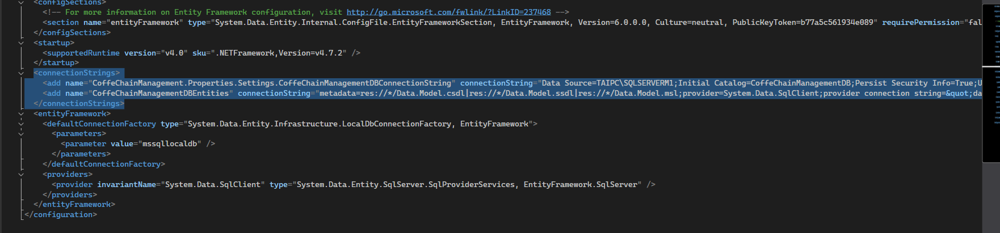 <configSections>
<!-- For more information on Entity Framework configuration, visit http://go.microsoft.com/fwlink/?LinkID=237468 -->
<section name="entityFramework" type="System.Data.Entity.Internal.ConfigFile.EntityFrameworkSection, EntityFramework, Version=6.0.0.0, Culture=neutral, PublicKeyToken=b77a5c561934e089" requirePermission="fal
</configSections>
<startup>
<supportedRuntime version="v4.0" sku=".NETFramework,Version=v4.7.2" />
</startup>
<connectionStrings>
<add name="CoffeChainManagement.Properties.Settings.CoffeChainManagementDBConnectionString" connectionString="Data Source=TAIPC\SQLSERVERM1;Initial Catalog=CoffeChainManagementDB;Persist Security Info=True;U
<add name="CoffeChainManagementDBEntities" connectionString="metadata=res://*/Data.Model.csdl|res://*/Data.Model.ssdl|res://*/Data.Model.msl;provider=System.Data.SqlClient;provider connection string=&quot;da
</connectionStrings>
<entityFramework>
<defaultConnectionFactory type="System.Data.Entity.Infrastructure.LocalDbConnectionFactory, EntityFramework">
<parameters>
<parameter value="mssqllocaldb" />
</parameters>
</defaultConnectionFactory>
<providers>
<provider invariantName="System.Data.SqlClient" type="System.Data.Entity.SqlServer.SqlProviderServices, EntityFramework.SqlServer" />
</providers>
</entityFramework>
</configuration>